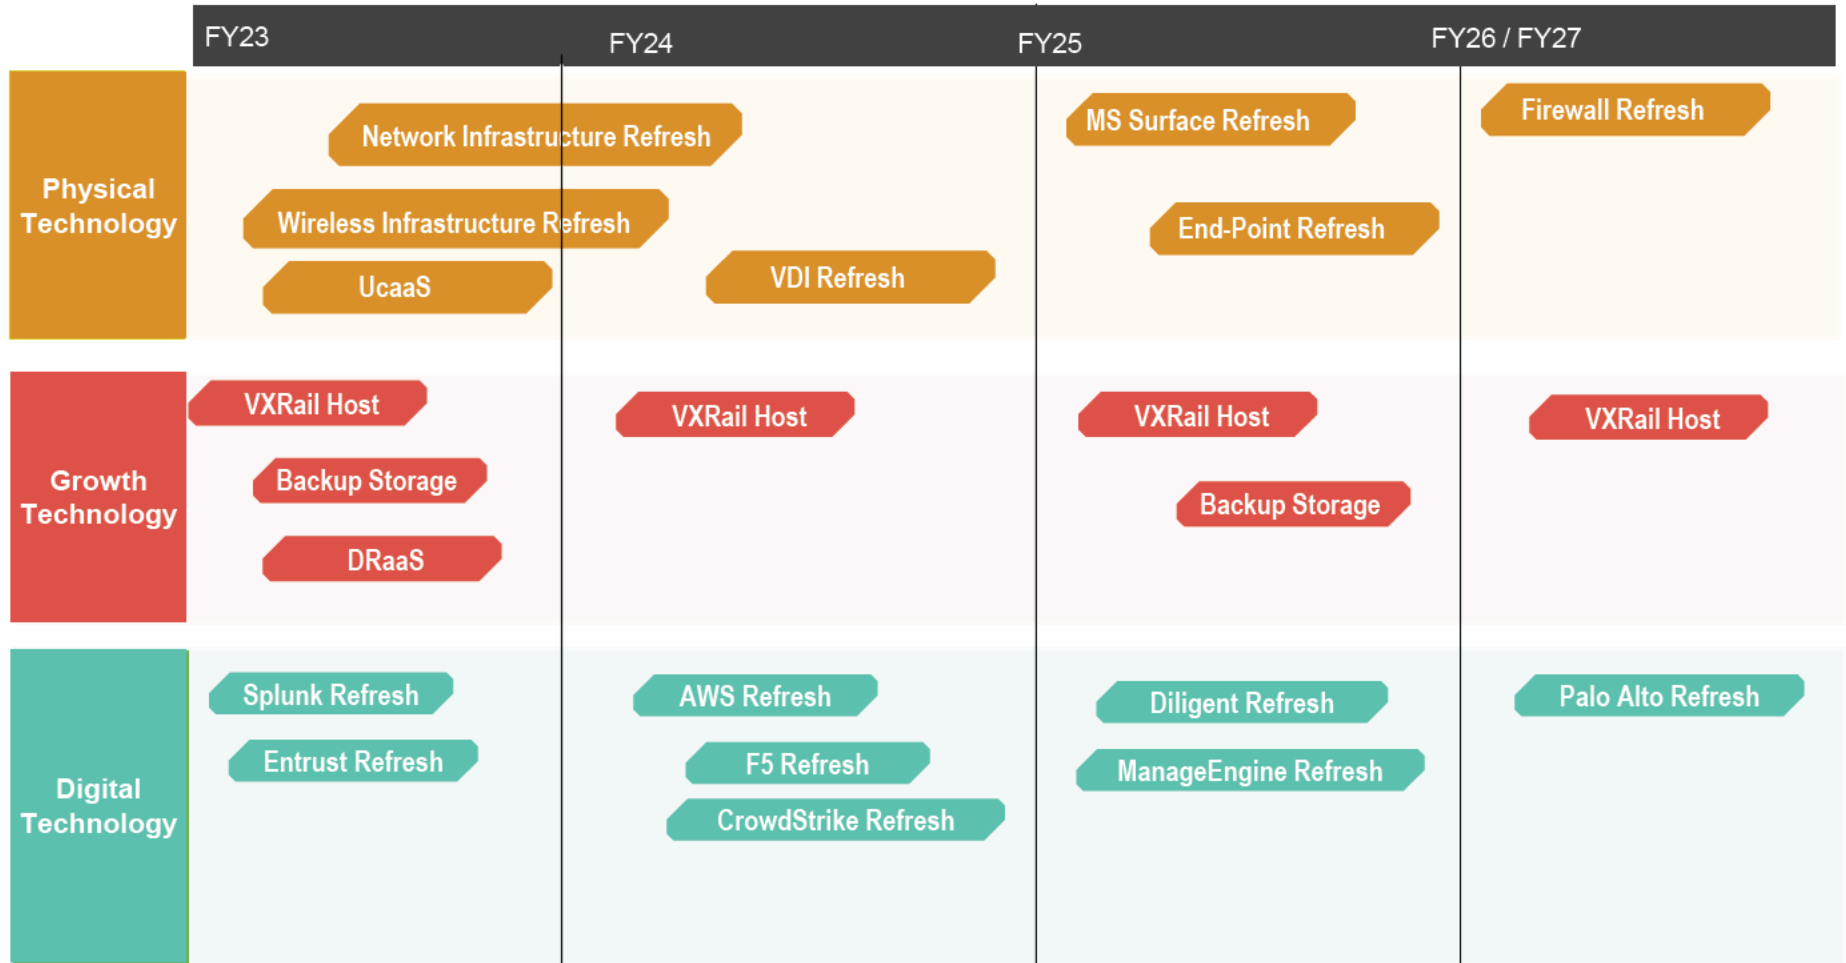 FY23
FY24
FY25
FY26 / FY27
Physical
Technology
Network Infrastructure Refresh
Wireless Infrastructure Refresh
UcaaS
VDI Refresh
MS Surface Refresh
End-Point Refresh
Firewall Refresh
Growth
Technology
VXRail Host
Backup Storage
DRaaS
VXRail Host
VXRail Host
Backup Storage
VXRail Host
Digital
Technology
Splunk Refresh
Entrust Refresh
AWS Refresh
F5 Refresh
CrowdStrike Refresh
Diligent Refresh
ManageEngine Refresh
Palo Alto Refresh